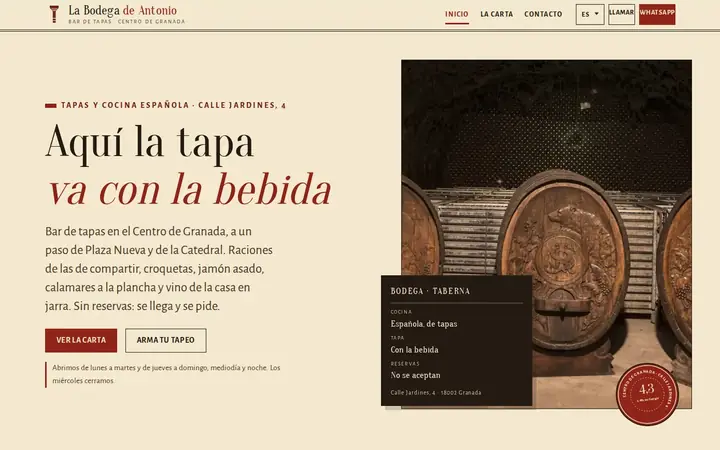 La Bodega de Antonio
BAR DE TAPAS · CENTRO DE GRANADA
INICIO
LA CARTA
CONTACTO
ES
LLAMAR
WHATSAPP
TAPAS Y COCINA ESPAÑOLA · CALLE JARDINES, 4
Aquí la tapa
va con la bebida
Bar de tapas en el Centro de Granada, a un
paso de Plaza Nueva y de la Catedral. Raciones
de las de compartir, croquetas, jamón asado,
calamares a la plancha y vino de la casa en
jarra. Sin reservas: se llega y se pide.
VER LA CARTA
ARMA TU TAPEO
Abrimos de lunes a martes y de jueves a domingo, mediodía y noche. Los
miércoles cerramos.
BODEGA · TABERNA
COCINA
Española, de tapas
TAPA
Con la bebida
RESERVAS
No se aceptan
Calle Jardines, 4 · 18002 Granada
4,3